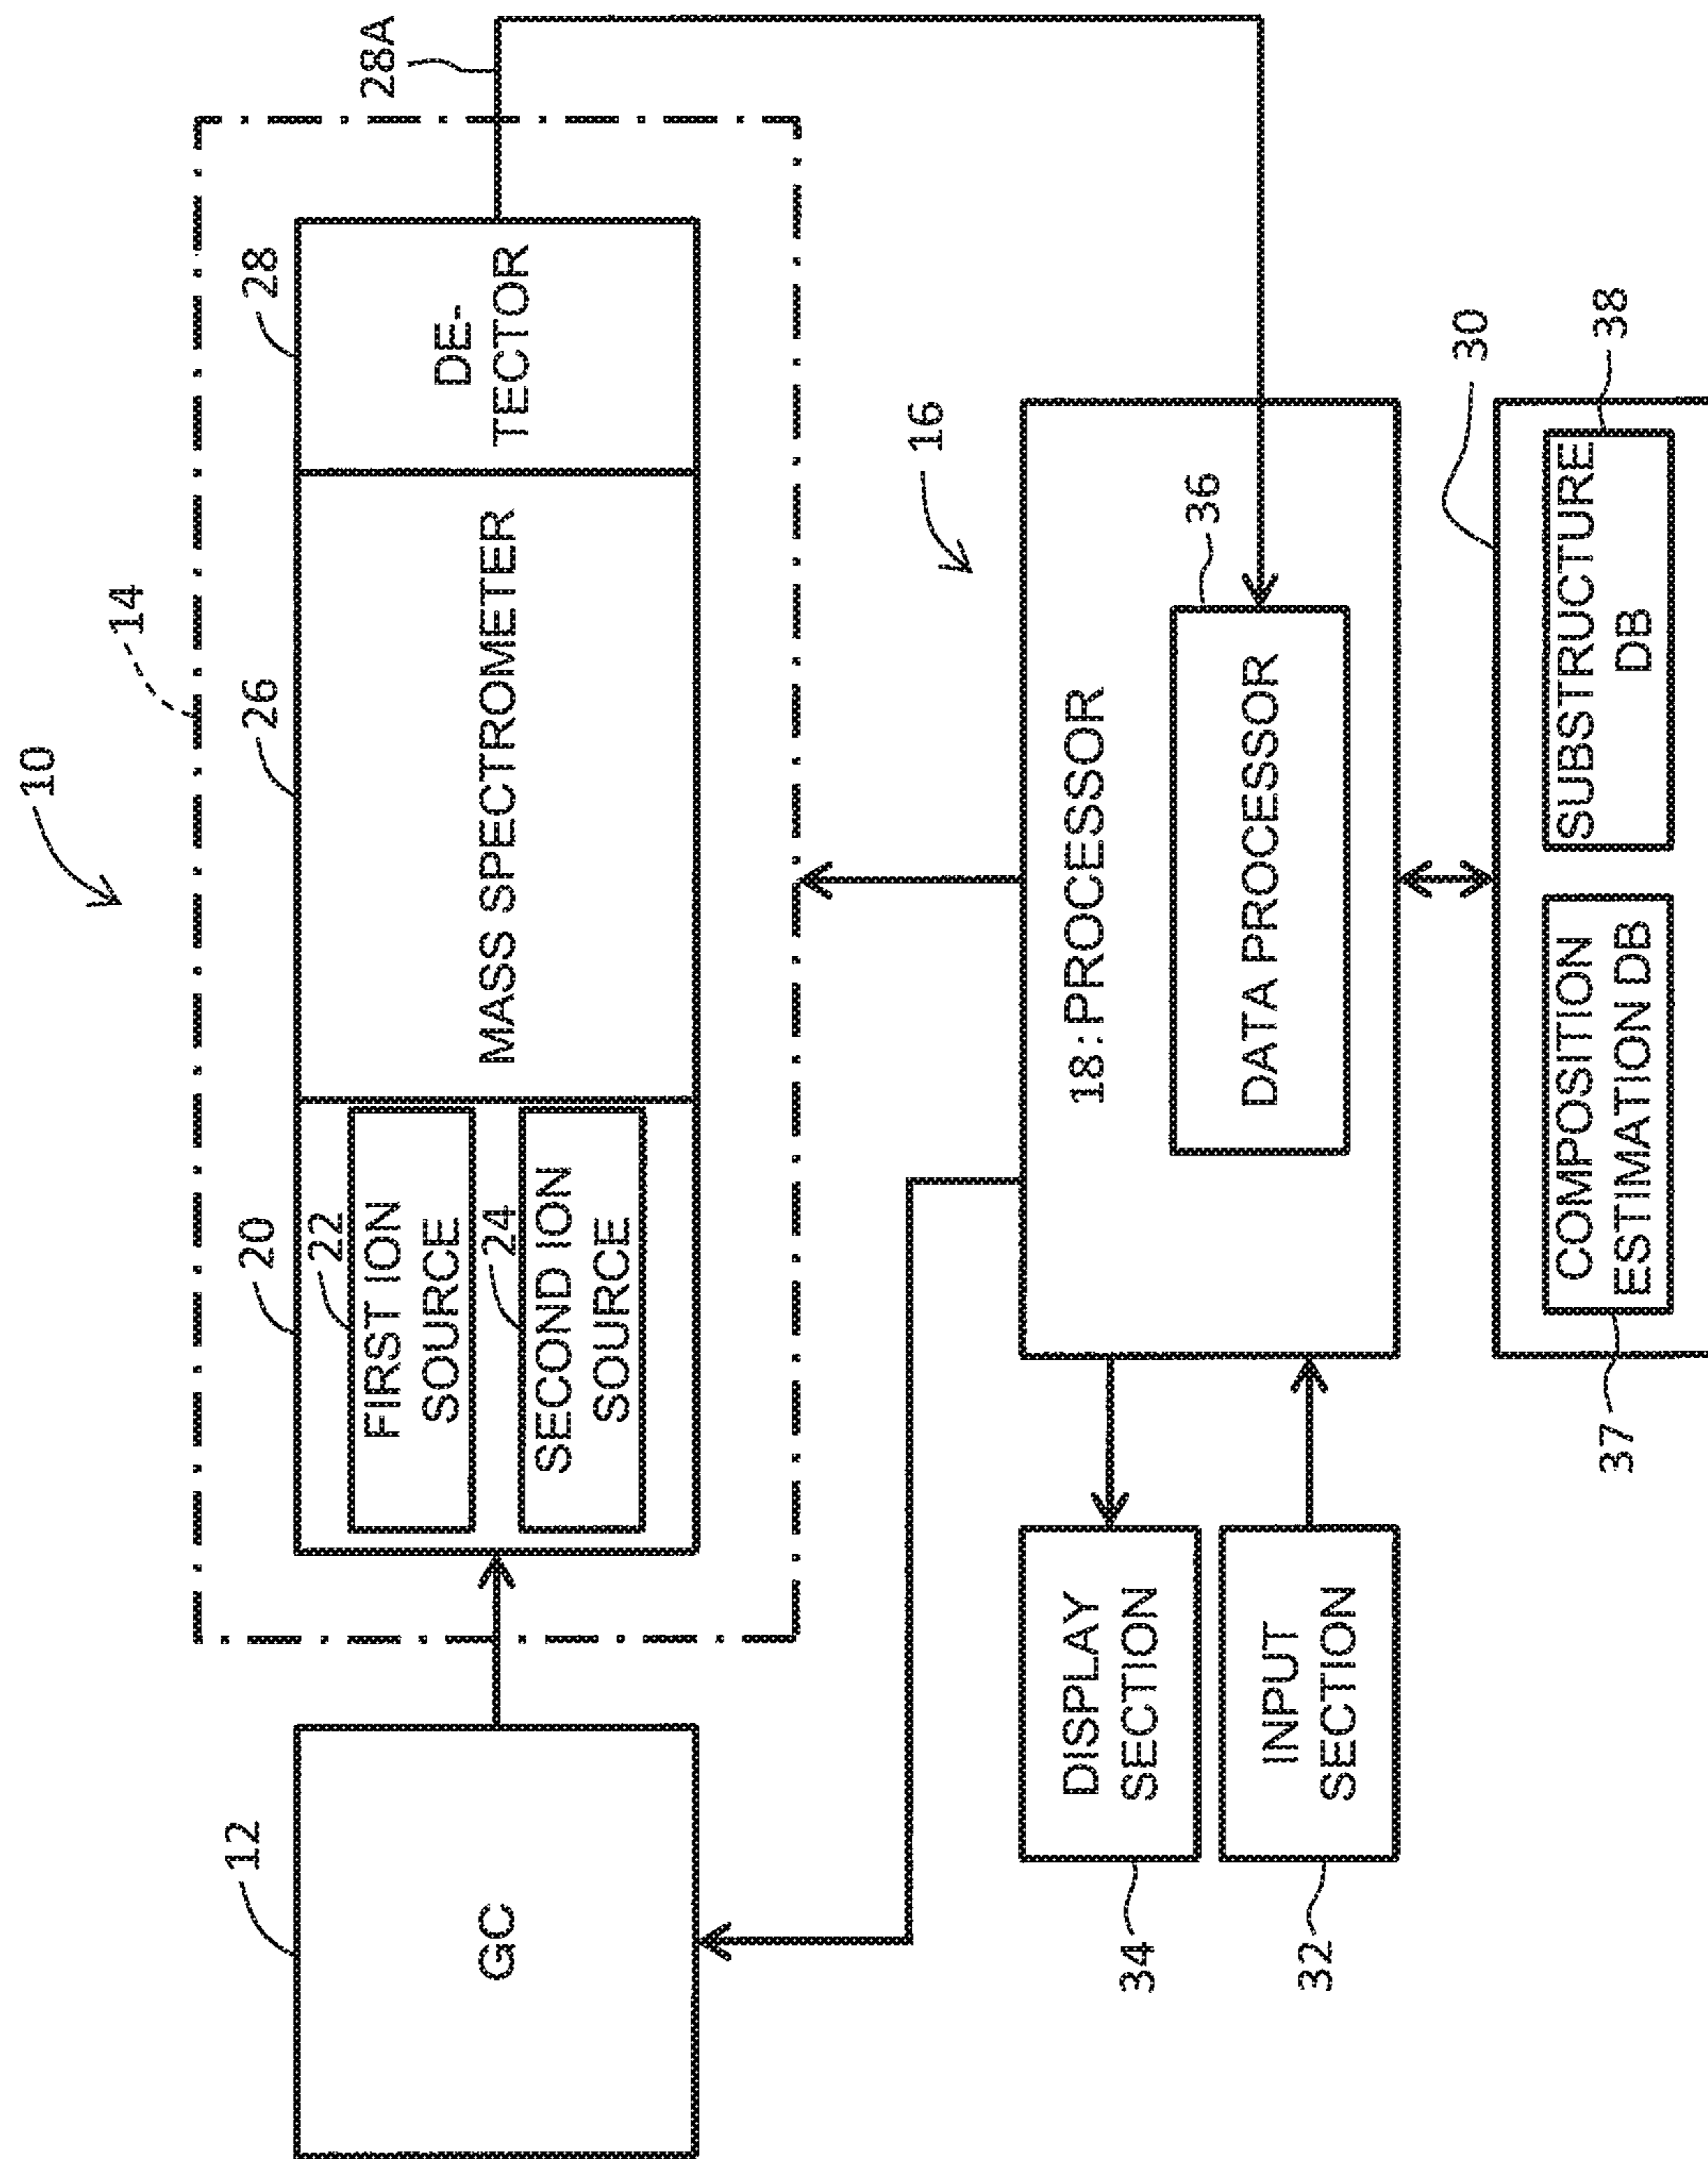 10
14
12
GC
20
22
FIRST ION
SOURCE
24
SECOND ION
SOURCE
26
MASS SPECTROMETER
28
DE-
TECTOR
28A
16
18:PROCESSOR
36
DATA PROCESSOR
34
DISPLAY
SECTION
32
INPUT
SECTION
30
37
COMPOSITION
ESTIMATION DB
38
SUBSTRUCTURE
DB